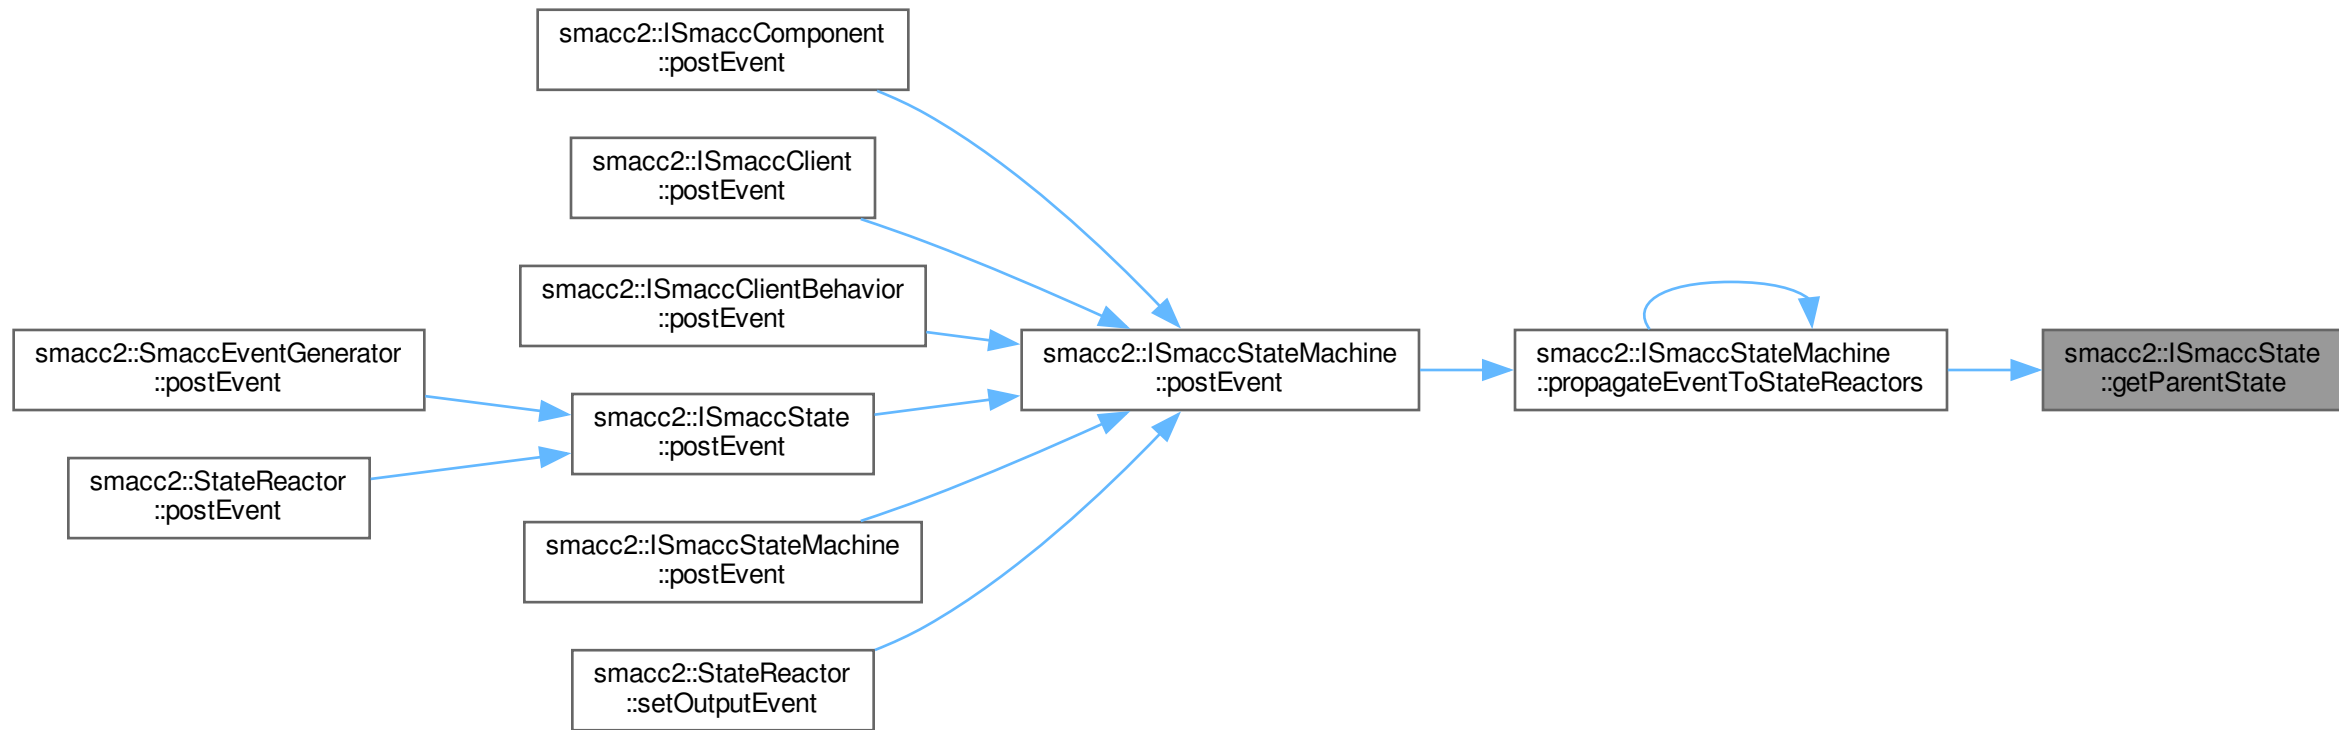 smacc2::ISmaccComponent
::postEvent
smacc2::ISmaccClient
::postEvent
smacc2::ISmaccClientBehavior
::postEvent
smacc2::SmaccEventGenerator
::postEvent
smacc2::ISmaccStateMachine
::postEvent
smacc2::ISmaccStateMachine
::propagateEventToStateReactors
smacc2::ISmaccState
::getParentState
smacc2::ISmaccState
::postEvent
smacc2::StateReactor
::postEvent
smacc2::ISmaccStateMachine
::postEvent
smacc2::StateReactor
::setOutputEvent